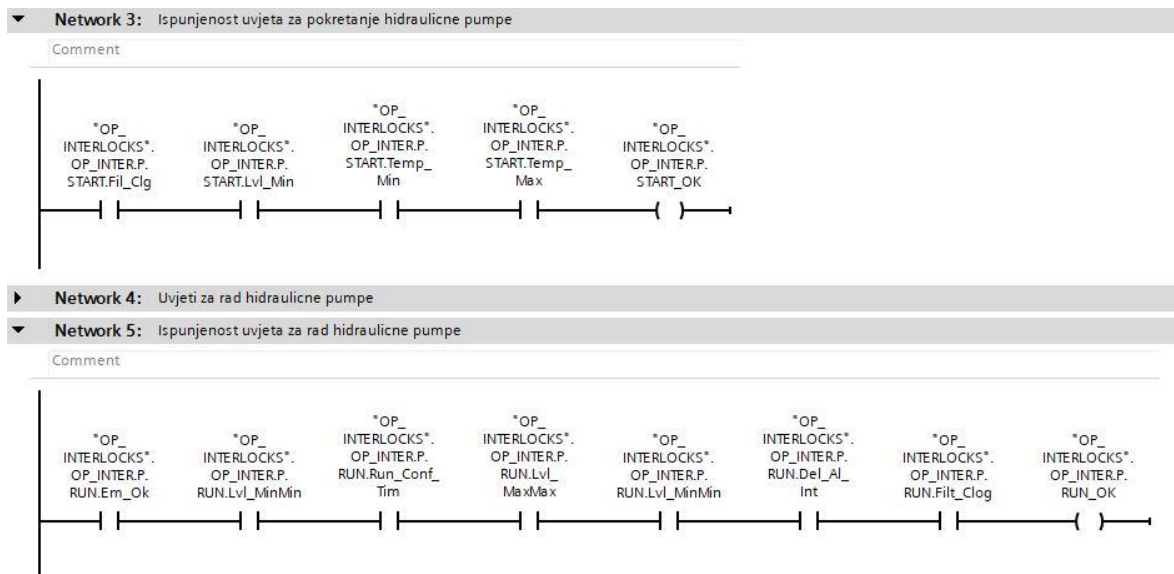 Network 3: Ispunjenost uvjeta za pokretanje hidraulicne pumpe
Comment
"OP_
INTERLOCKS".
OP_INTER.P.
START.Fil_Clg
"OP_
INTERLOCKS".
OP_INTER.P.
START.Lvl_Min
"OP_
INTERLOCKS".
OP_INTER.P.
START.Temp_
Min
"OP_
INTERLOCKS".
OP_INTER.P.
START.Temp_
Max
"OP_
INTERLOCKS".
OP_INTER.P.
START_OK
Network 4: Uvjeti za rad hidraulicne pumpe
Network 5: Ispunjenost uvjeta za rad hidraulicne pumpe
Comment
"OP_
INTERLOCKS".
OP_INTER.P.
RUN.Em_Ok
"OP_
INTERLOCKS".
OP_INTER.P.
RUN.Lvl_MinMin
"OP_
INTERLOCKS".
OP_INTER.P.
RUN.Run_Conf_
Tim
"OP_
INTERLOCKS".
OP_INTER.P.
RUN.Lvl_
MaxMax
"OP_
INTERLOCKS".
OP_INTER.P.
RUN.Lvl_MinMin
"OP_
INTERLOCKS".
OP_INTER.P.
RUN.Del_Al_
Int
"OP_
INTERLOCKS".
OP_INTER.P.
RUN.Filt_Clog
"OP_
INTERLOCKS".
OP_INTER.P.
RUN_OK